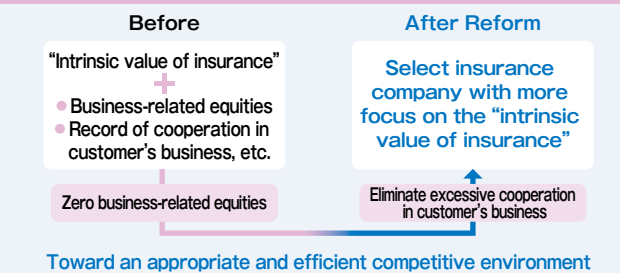 Before
“Intrinsic value of insurance”
+
● Business-related equities
● Record of cooperation in
customer’s business, etc.
Zero business-related equities
After Reform
Select insurance
company with more
focus on the “intrinsic
value of insurance”
Eliminate excessive cooperation
in customer’s business
Toward an appropriate and efficient competitive environment